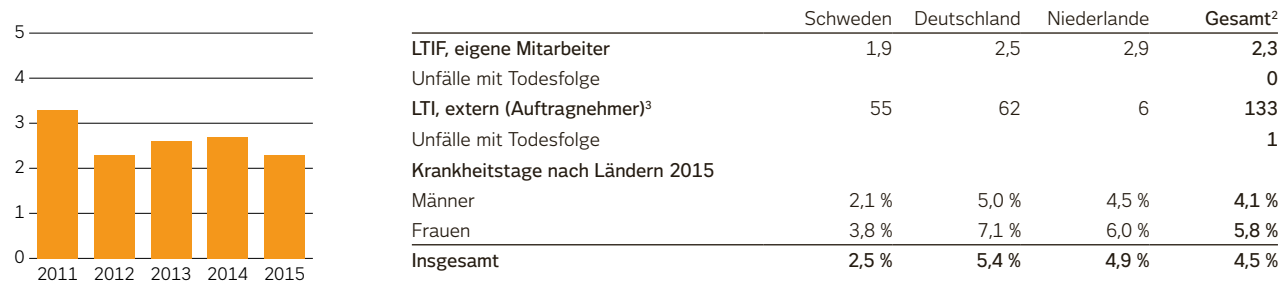 5
4
3
2
1
0
2011 2012 2013 2014 2015
Schweden Deutschland Niederlande Gesamt²
LTIF, eigene Mitarbeiter 1,9 2,5 2,9 2,3
Unfälle mit Todesfolge 0
LTI, extern (Auftragnehmer)³ 55 62 6 133
Unfälle mit Todesfolge 1
Krankheitstage nach Ländern 2015
Männer 2,1 % 5,0 % 4,5 % 4,1 %
Frauen 3,8 % 7,1 % 6,0 % 5,8 %
Insgesamt 2,5 % 5,4 % 4,9 % 4,5 %